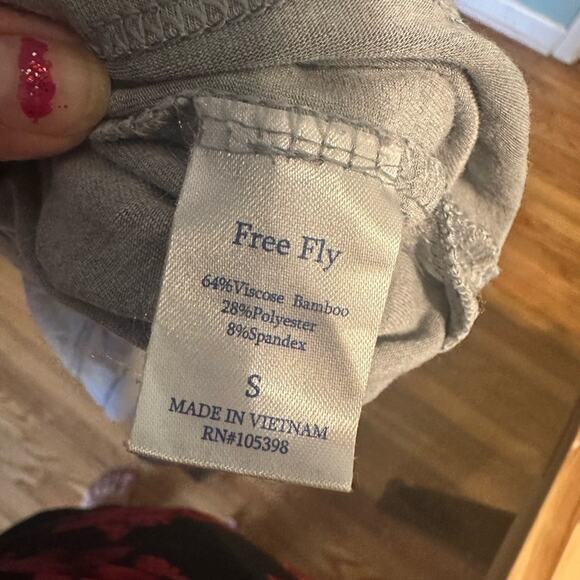 Free Fly
64%Viscose Bamboo
28%Polyester
8%Spandex
S
MADE IN VIETNAM
RN#105398